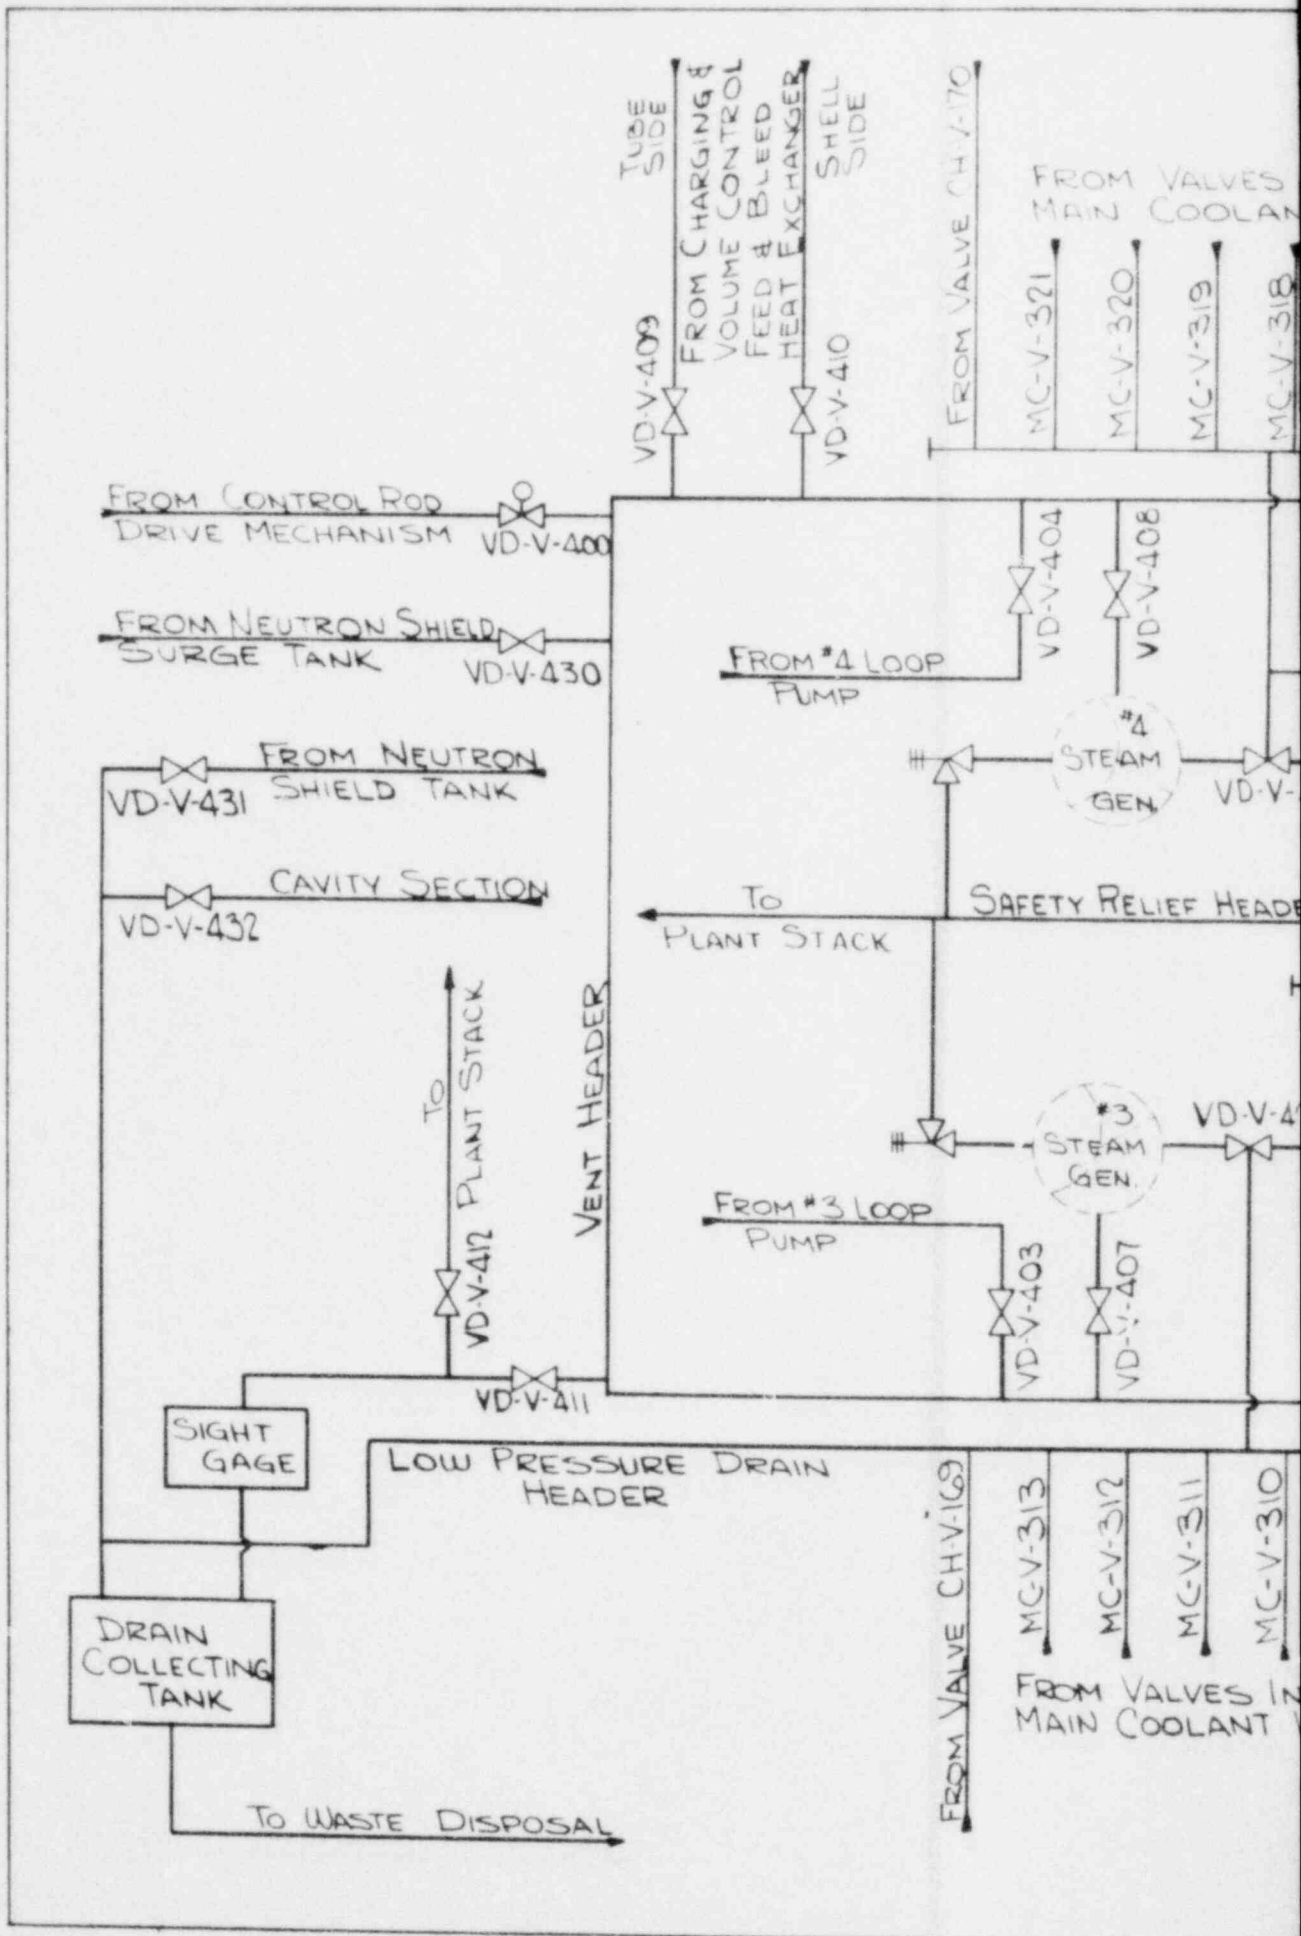 TUBE
SIDE
FROM CHARGING &
VOLUME CONTROL
FEED & BLEED
HEAT EXCHANGER
SHELL
SIDE
VD-V-409
VD-V-410
FROM VALVE CH-V-170
FROM VALVES
MAIN COOLAN
MC-V-321
MC-V-320
MC-V-319
MC-V-318
FROM CONTROL ROD
DRIVE MECHANISM
VD-V-400
FROM NEUTRON SHIELD
SURGE TANK
VD-V-430
VD-V-404
VD-V-408
FROM #4 LOOP
PUMP
#4
STEAM
GEN.
VD-V-
FROM NEUTRON
SHIELD TANK
VD-V-431
CAVITY SECTION
VD-V-432
TO
PLANT STACK
SAFETY RELIEF HEADE
TO
PLANT STACK
VENT HEADER
#3
STEAM
GEN.
VD-V-4
FROM #3 LOOP
PUMP
VD-V-403
VD-V-407
VD-V-412
VD-V-411
SIGHT
GAGE
LOW PRESSURE DRAIN
HEADER
FROM VALVE CH-V-169
MC-V-313
MC-V-312
MC-V-311
MC-V-310
DRAIN
COLLECTING
TANK
FROM VALVES IN
MAIN COOLANT
TO WASTE DISPOSAL